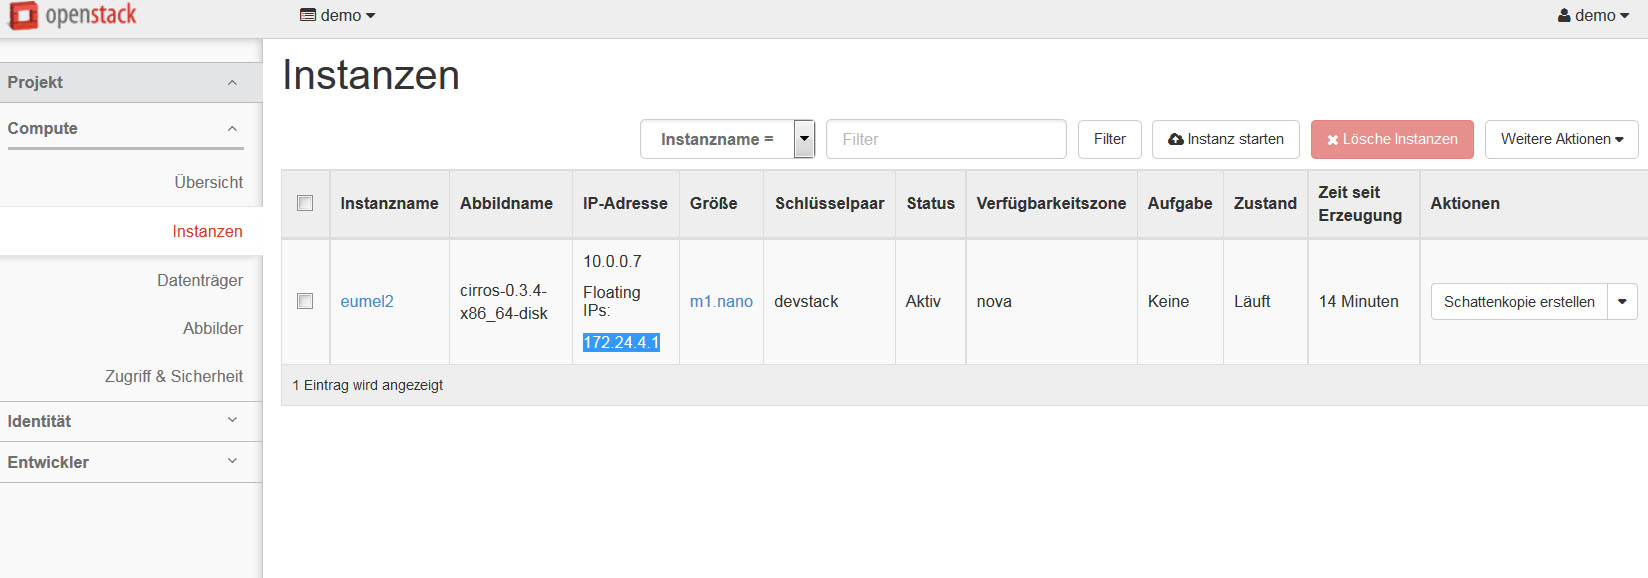 openstack
demo
demo
Projekt
Compute
Übersicht
Instanzen
Datenträger
Abbilder
Zugriff & Sicherheit
Identität
Entwickler
Instanzen
Instanzname =
Filter
Filter
Instanz starten
Lösche Instanzen
Weitere Aktionen
Instanzname
Abbildname
IP-Adresse
Größe
Schlüsselpaar
Status
Verfügbarkeitszone
Aufgabe
Zustand
Zeit seit
Erzeugung
Aktionen
eumel2
cirros-0.3.4-
x86_64-disk
10.0.0.7
Floating
IPs:
172.24.4.1
m1.nano
devstack
Aktiv
nova
Keine
Läuft
14 Minuten
Schattenkopie erstellen
1 Eintrag wird angezeigt